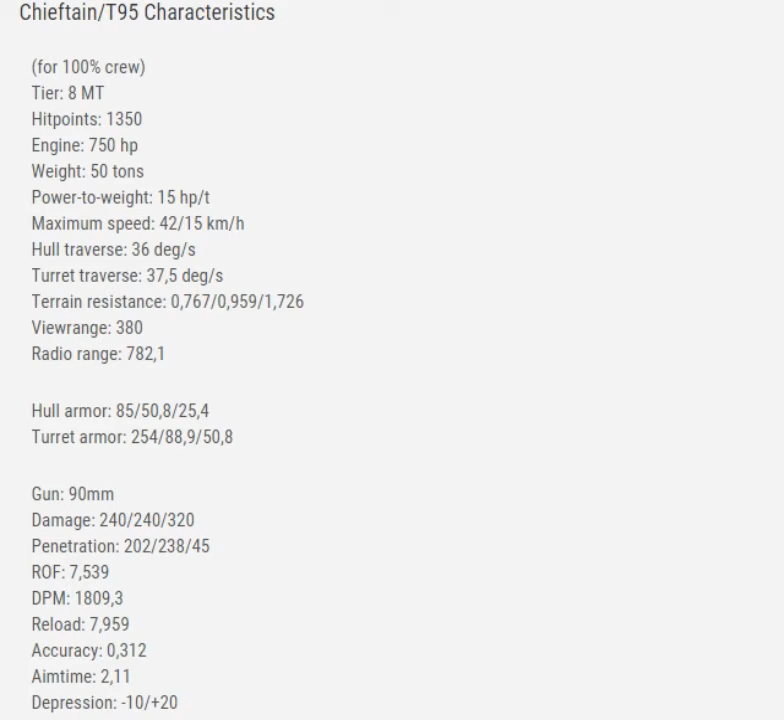 Chieftain/T95 Characteristics
(for 100% crew)
Tier: 8 MT
Hitpoints: 1350
Engine: 750 hp
Weight: 50 tons
Power-to-weight: 15 hp/t
Maximum speed: 42/15 km/h
Hull traverse: 36 deg/s
Turret traverse: 37,5 deg/s
Terrain resistance: 0,767/0,959/1,726
Viewrange: 380
Radio range: 782,1
Hull armor: 85/50,8/25,4
Turret armor: 254/88,9/50,8
Gun: 90mm
Damage: 240/240/320
Penetration: 202/238/45
ROF: 7,539
DPM: 1809,3
Reload: 7,959
Accuracy: 0,312
Aimtime: 2,11
Depression: -10/+20